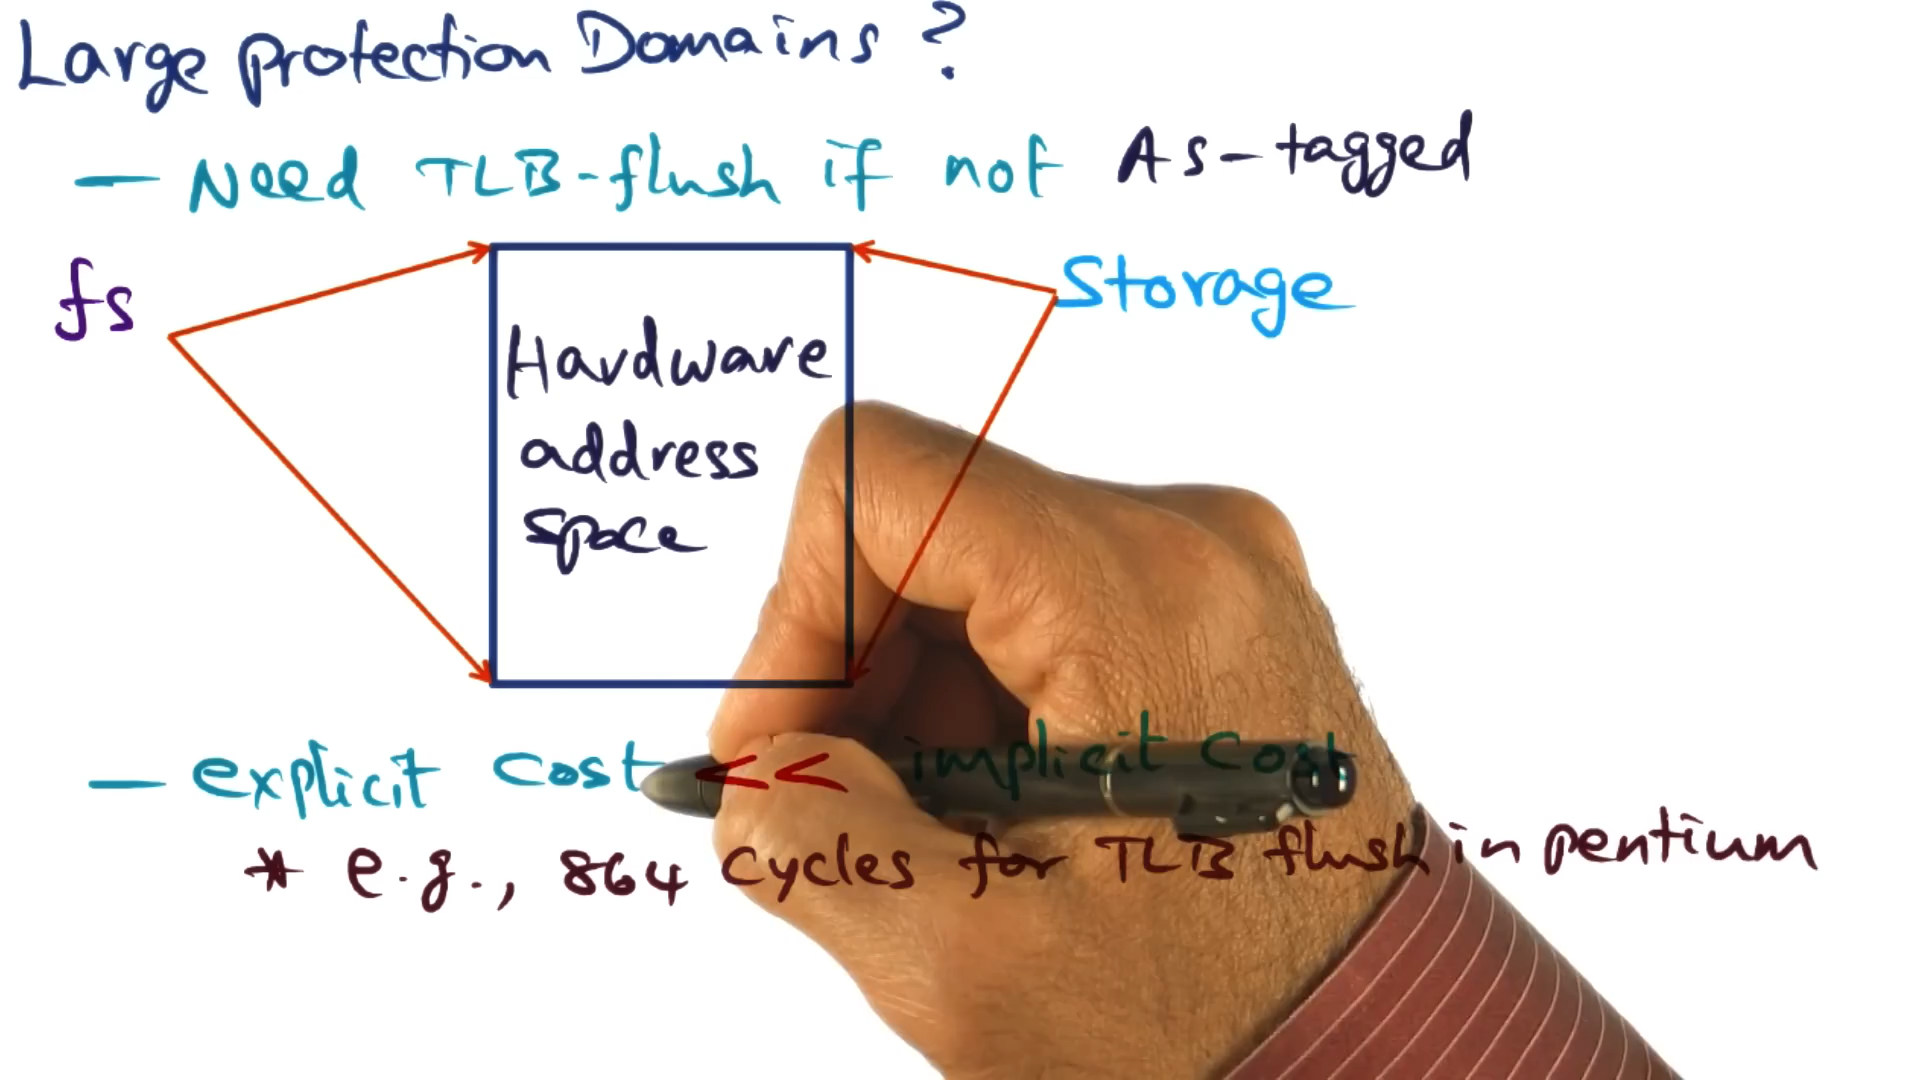 Large protection Domains?
— Need TLB-flush if not As-tagged
fs
Storage
Hardware
address
space
— explicit cost << implicit cost
* e.g., 864 cycles for TLB flush in pentium